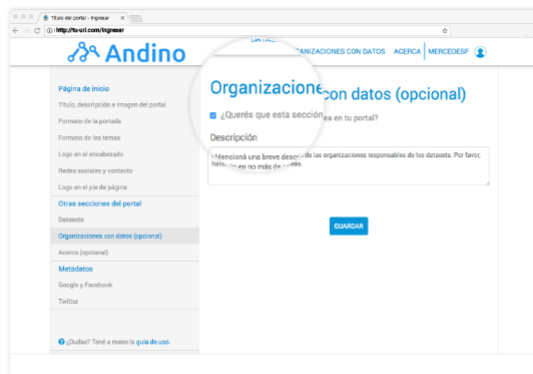 Título del portal - Ingresar
http://tu-url.com/ingresar
Andino
ORGANIZACIONES CON DATOS ACERCA MERCEDESF
Página de inicio
Título, descripción e imagen del portal
Formato de la portada
Formato de los temas
Logo en el encabezado
Redes sociales y contacto
Logo en el pie de página
Otras secciones del portal
Datasets
Organizaciones con datos (opcional)
Acerca (opcional)
Metadatos
Google y Facebook
Twitter
¿Dudas? Tené a mano la guía de uso.
Organizaciones con datos (opcional)
¿Querés que esta sección sea en tu portal?
Descripción
Mencioná una breve descr de las organizaciones responsables de los datasets. Por favor,
en no más de líneas.
GUARDAR